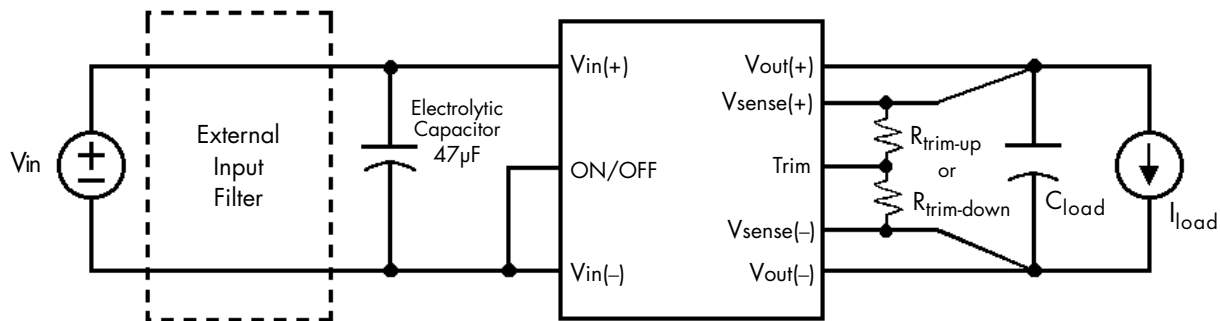 Vin
+
−
External
Input
Filter
Electrolytic
Capacitor
47µF
Vin(+)
ON/OFF
Vin(−)
Vout(+)
Vsense(+)
Trim
Vsense(−)
Vout(−)
Rtrim-up
or
Rtrim-down
Cload
Iload